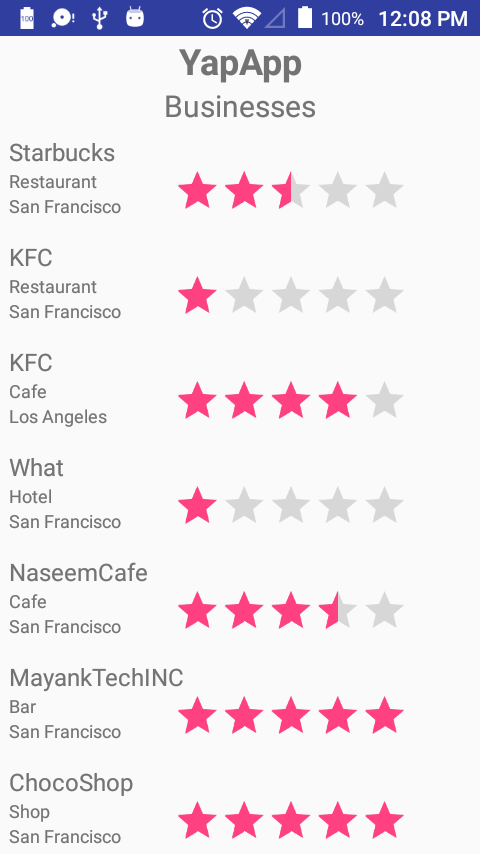 100 100% 12:08 PM
YapApp
Businesses
Starbucks
Restaurant
San Francisco
KFC
Restaurant
San Francisco
KFC
Cafe
Los Angeles
What
Hotel
San Francisco
NaseemCafe
Cafe
San Francisco
MayankTechINC
Bar
San Francisco
ChocoShop
Shop
San Francisco